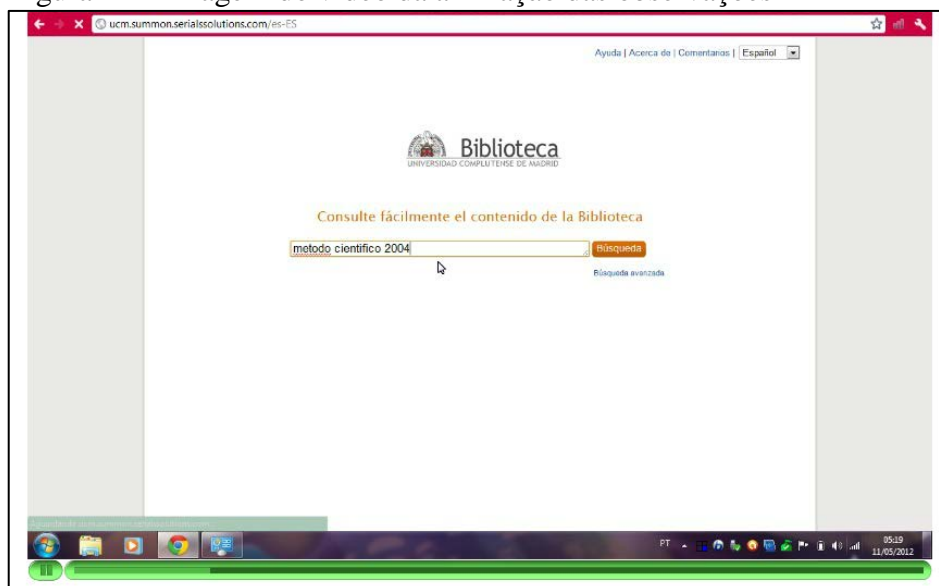 ucm.summon.serialssolutions.com/es-ES
Ayuda | Acerca de | Comentarios | Español
Biblioteca
UNIVERSIDAD COMPLUTENSE DE MADRID
Consulte fácilmente el contenido de la Biblioteca
metodo cientifico 2004
Búsqueda
Búsqueda avanzada
PT
05:19
11/05/2012